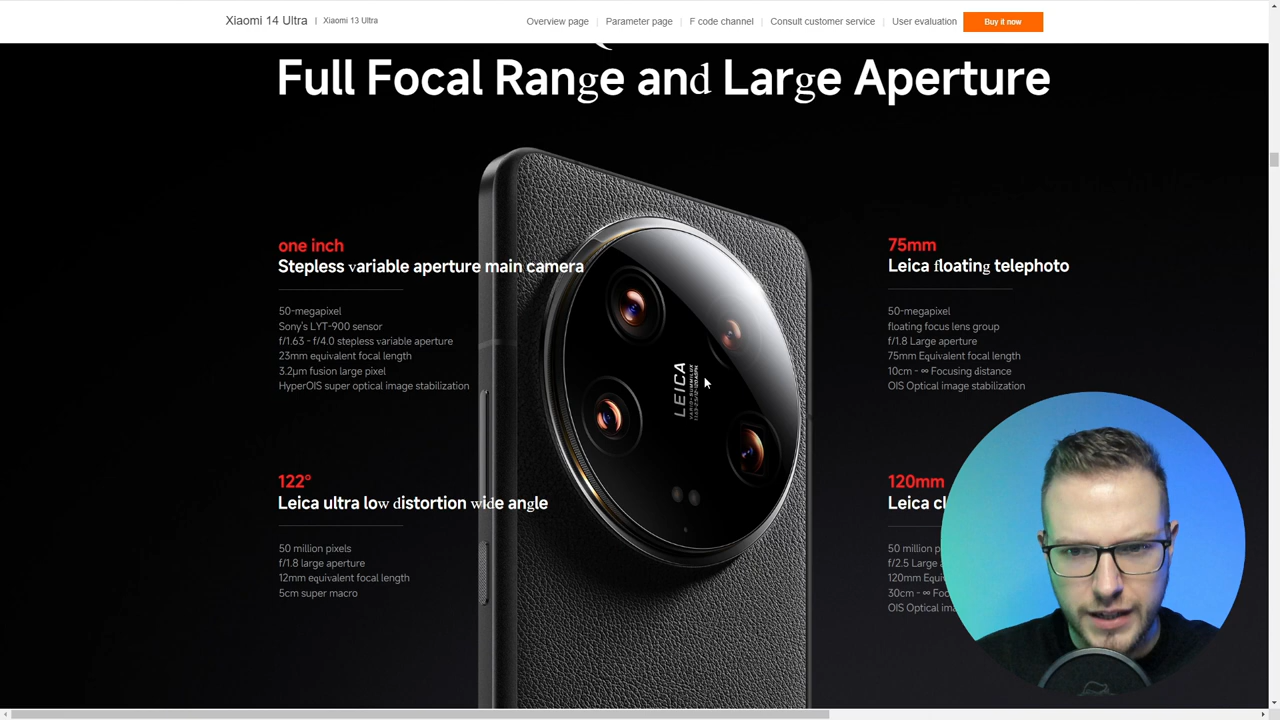 Xiaomi 14 Ultra | Xiaomi 13 Ultra
Overview page | Parameter page | F code channel | Consult customer service | User evaluation
Buy it now
Full Focal Range and Large Aperture
one inch
Stepless variable aperture main camera
50-megapixel
Sony's LYT-900 sensor
f/1.63 - f/4.0 stepless variable aperture
23mm equivalent focal length
3.2μm fusion large pixel
HyperOIS super optical image stabilization
75mm
Leica floating telephoto
50-megapixel
floating focus lens group
f/1.8 Large aperture
75mm Equivalent focal length
10cm - ∞ Focusing distance
OIS Optical image stabilization
LEICA
122°
Leica ultra low distortion wide angle
50 million pixels
f/1.8 large aperture
12mm equivalent focal length
5cm super macro
120mm
Leica
50 million
f/2.5 Large
120mm
30cm - ∞
OIS Optical